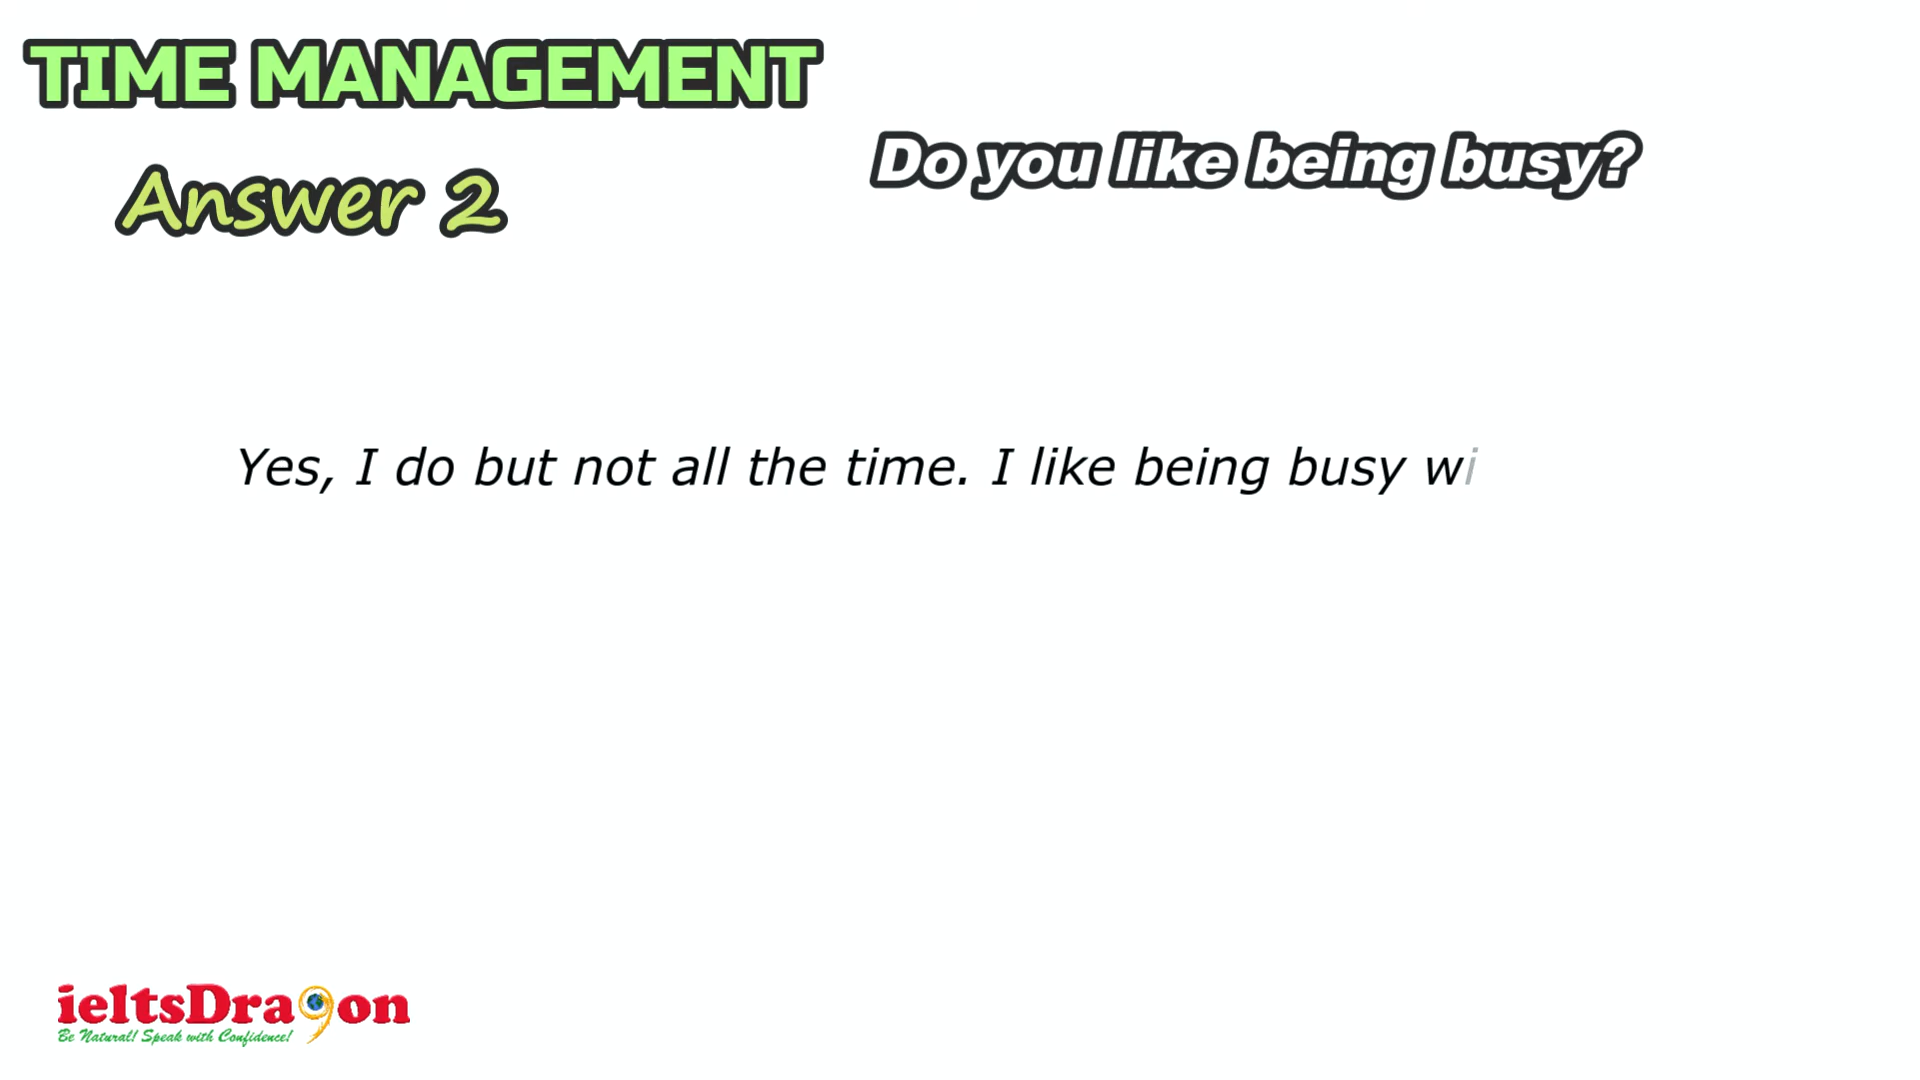 TIME MANAGEMENT
Answer 2
Do you like being busy?
Yes, I do but not all the time. I like being busy wi
ieltsDra9on
Be Natural! Speak with Confidence!